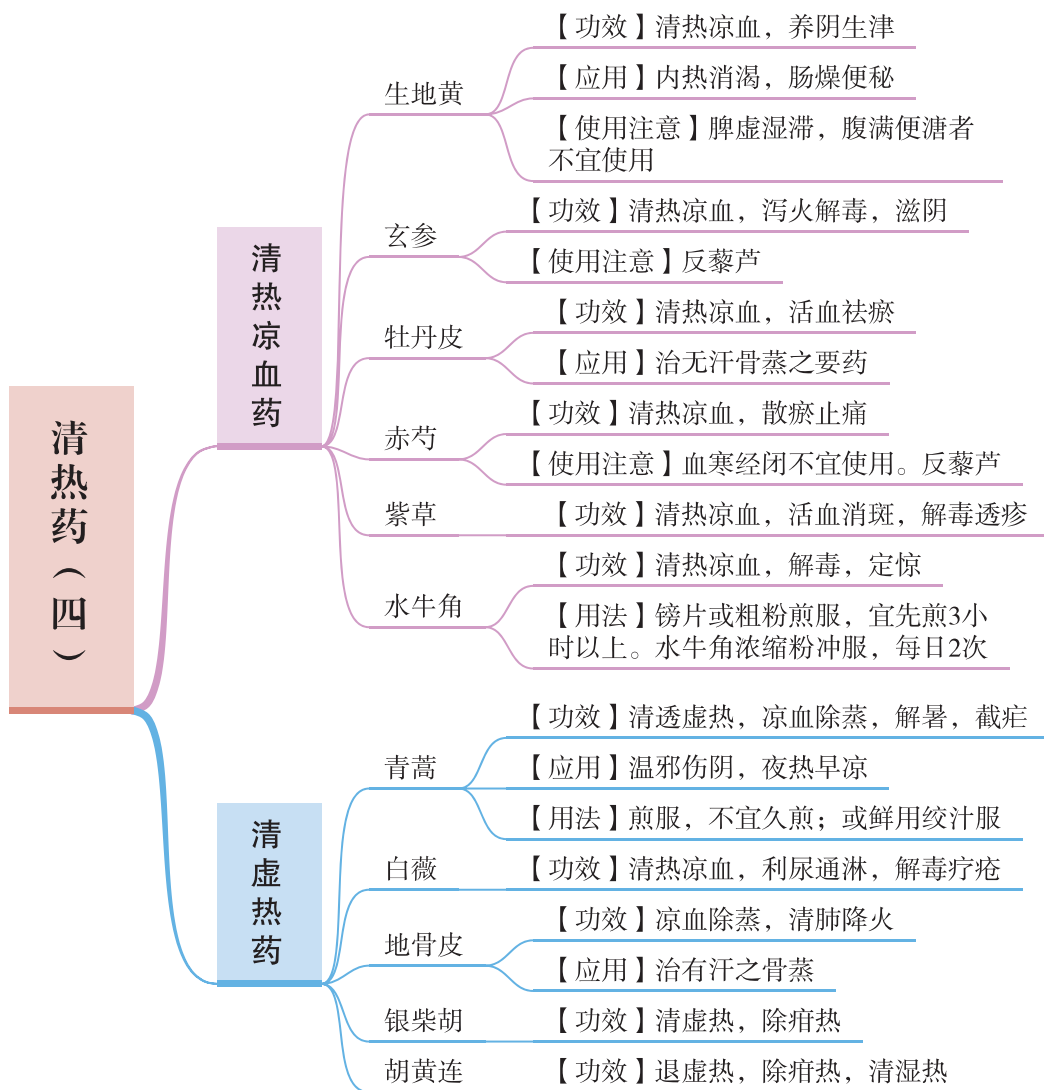 清热药（四）
清热凉血药
生地黄
【功效】清热凉血，养阴生津
【应用】内热消渴，肠燥便秘
【使用注意】脾虚湿滞，腹满便溏者
不宜使用
玄参
【功效】清热凉血，泻火解毒，滋阴
【使用注意】反藜芦
牡丹皮
【功效】清热凉血，活血祛瘀
【应用】治无汗骨蒸之要药
赤芍
【功效】清热凉血，散瘀止痛
【使用注意】血寒经闭不宜使用。反藜芦
紫草
【功效】清热凉血，活血消斑，解毒透疹
水牛角
【功效】清热凉血，解毒，定惊
【用法】镑片或粗粉煎服，宜先煎3小
时以上。水牛角浓缩粉冲服，每日2次
清虚热药
青蒿
【功效】清透虚热，凉血除蒸，解暑，截疟
【应用】温邪伤阴，夜热早凉
【用法】煎服，不宜久煎；或鲜用绞汁服
白薇
【功效】清热凉血，利尿通淋，解毒疗疮
地骨皮
【功效】凉血除蒸，清肺降火
【应用】治有汗之骨蒸
银柴胡
【功效】清虚热，除疳热
胡黄连
【功效】退虚热，除疳热，清湿热